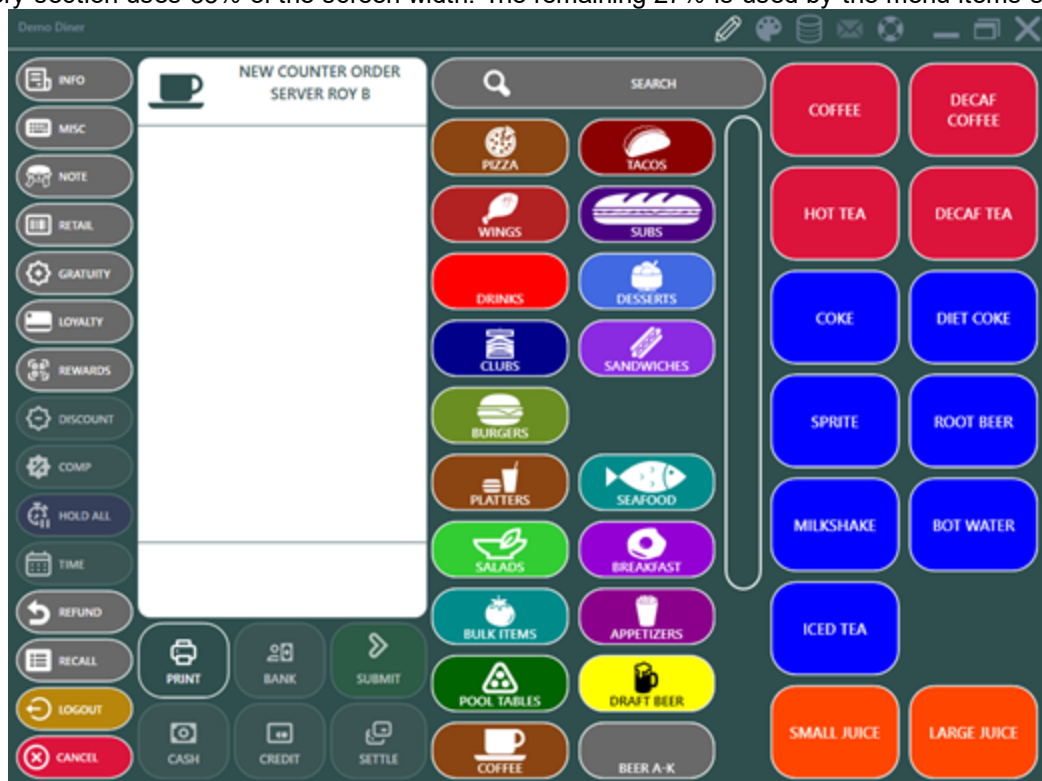 Demo Diner
INFO
MISC
NOTE
RETAIL
GRATUITY
LOYALTY
REWARDS
DISCOUNT
COMP
HOLD ALL
TIME
REFUND
RECALL
LOGOUT
CANCEL
NEW COUNTER ORDER
SERVER ROY B
PRINT
BANK
SUBMIT
CASH
CREDIT
SETTLE
SEARCH
PIZZA
TACOS
WINGS
SUBS
DRINKS
DESSERTS
CLUBS
SANDWICHES
BURGERS
PLATTERS
SEAFOOD
SALADS
BREAKFAST
BULK ITEMS
APPETIZERS
POOL TABLES
DRAFT BEER
COFFEE
BEER A-K
COFFEE
DECAF
COFFEE
HOT TEA
DECAF TEA
COKE
DIET COKE
SPRITE
ROOT BEER
MILKSHAKE
BOT WATER
ICED TEA
SMALL JUICE
LARGE JUICE